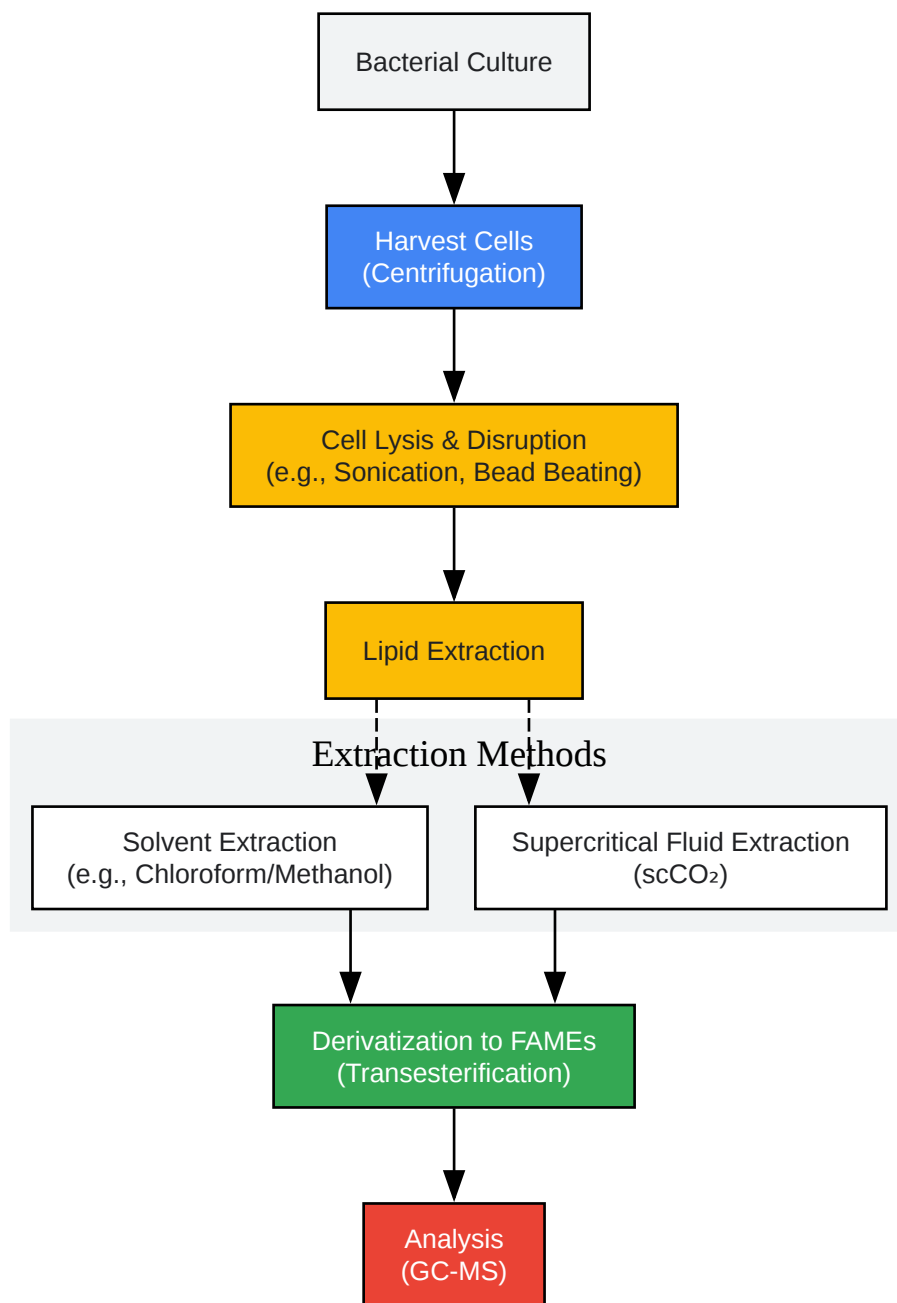 Bacterial Culture
Harvest Cells
(Centrifugation)
Cell Lysis & Disruption
(e.g., Sonication, Bead Beating)
Lipid Extraction
Extraction Methods
Solvent Extraction
(e.g., Chloroform/Methanol)
Supercritical Fluid Extraction
(scCO₂)
Derivatization to FAMEs
(Transesterification)
Analysis
(GC-MS)